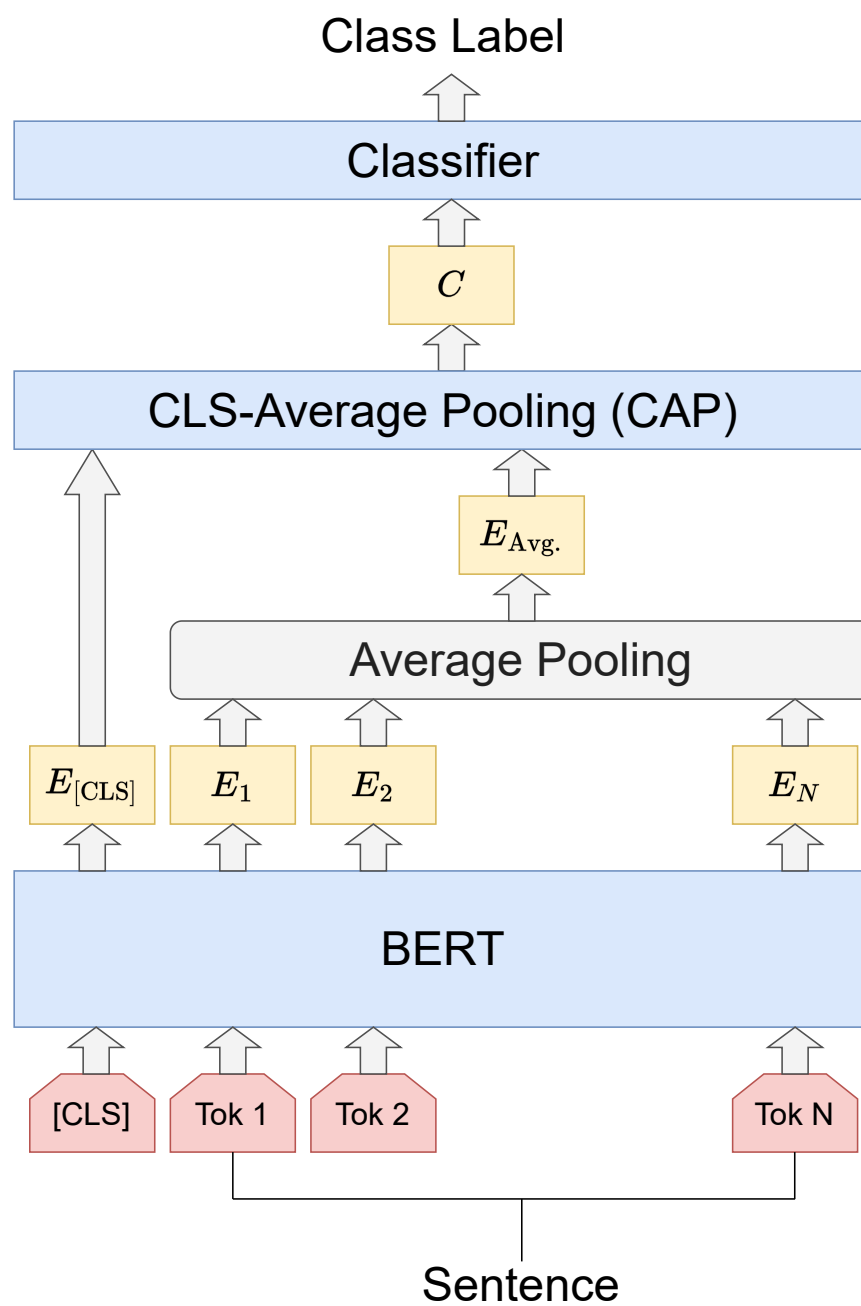 Class Label
Classifier
C
CLS-Average Pooling (CAP)
E_Avg.
Average Pooling
E_[CLS] E_1 E_2 E_N
BERT
[CLS] Tok 1 Tok 2 Tok N
Sentence